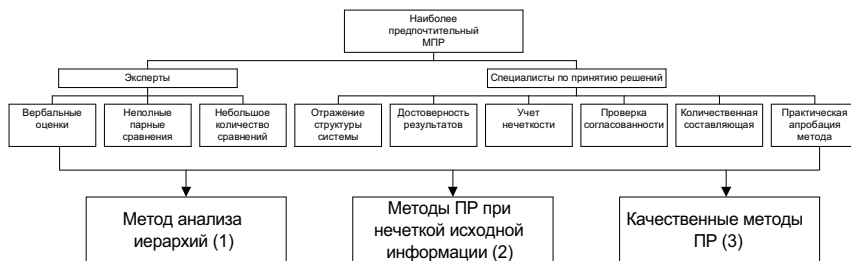 Наиболее
предпочтительный
МПР
Эксперты
Специалисты по принятию решений
Вербальные
оценки
Неполные
парные
сравнения
Небольшое
количество
сравнений
Отражение
структуры
системы
Достоверность
результатов
Учет
нечеткости
Проверка
согласованности
Количественная
составляющая
Практическая
апробация
метода
Метод анализа
иерархий (1)
Методы ПР при
нечеткой исходной
информации (2)
Качественные методы
ПР (3)